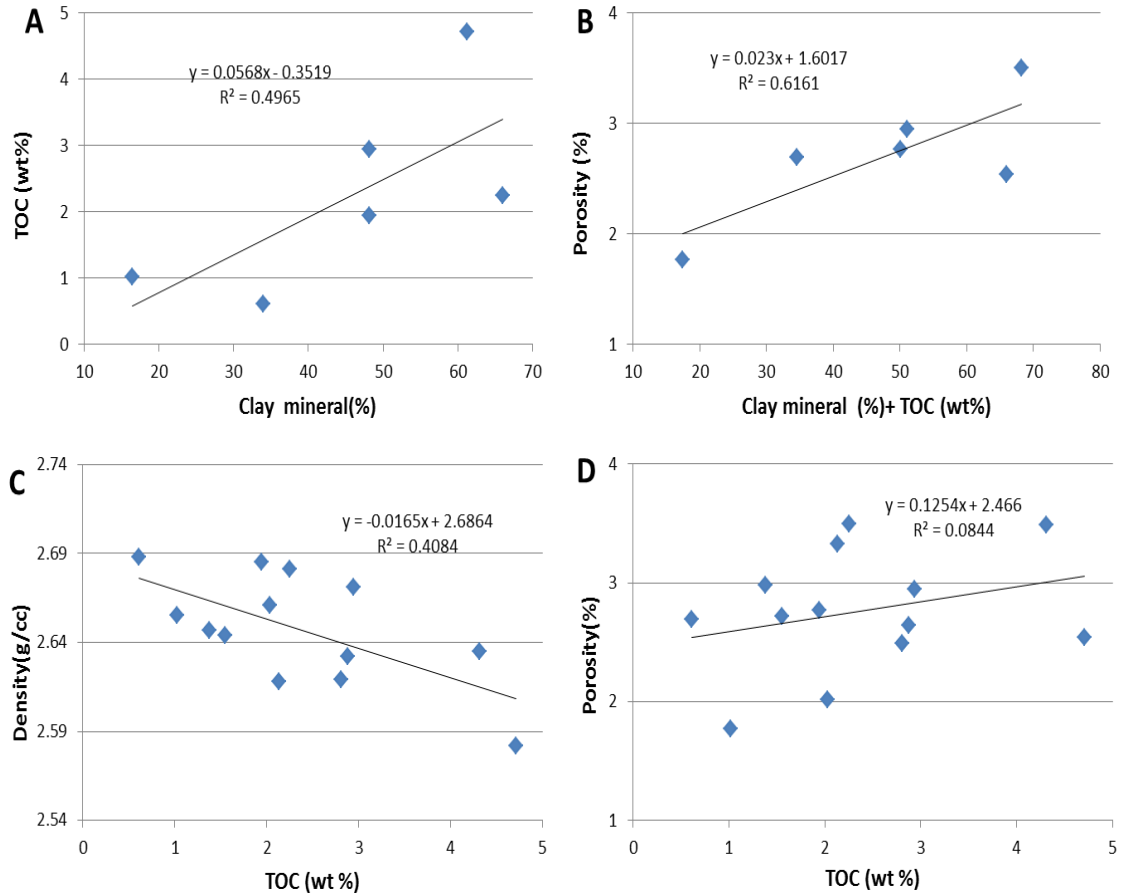 A
5
4
3
2
1
0
TOC (wt%)
y = 0.0568x - 0.3519
R² = 0.4965
10 20 30 40 50 60 70
Clay mineral(%)
B
4
3
2
1
Porosity (%)
y = 0.023x + 1.6017
R² = 0.6161
10 20 30 40 50 60 70 80
Clay mineral (%)+ TOC (wt%)
C
2.74
2.69
2.64
2.59
2.54
Density(g/cc)
y = -0.0165x + 2.6864
R² = 0.4084
0 1 2 3 4 5
TOC (wt %)
D
4
3
2
1
Porosity(%)
y = 0.1254x + 2.466
R² = 0.0844
0 1 2 3 4 5
TOC (wt %)